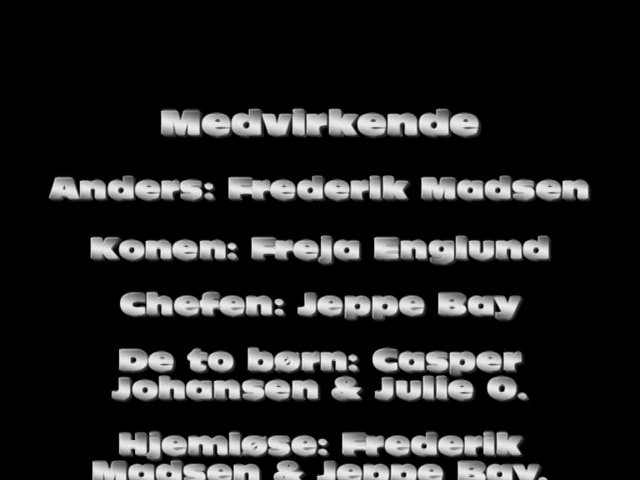 Medvirkende
Anders: Frederik Madsen
Konen: Freja Englund
Chefen: Jeppe Bay
De to børn: Casper
Johansen & Julie O.
Hjemløse: Frederik
Madsen & Jeppe Bay.